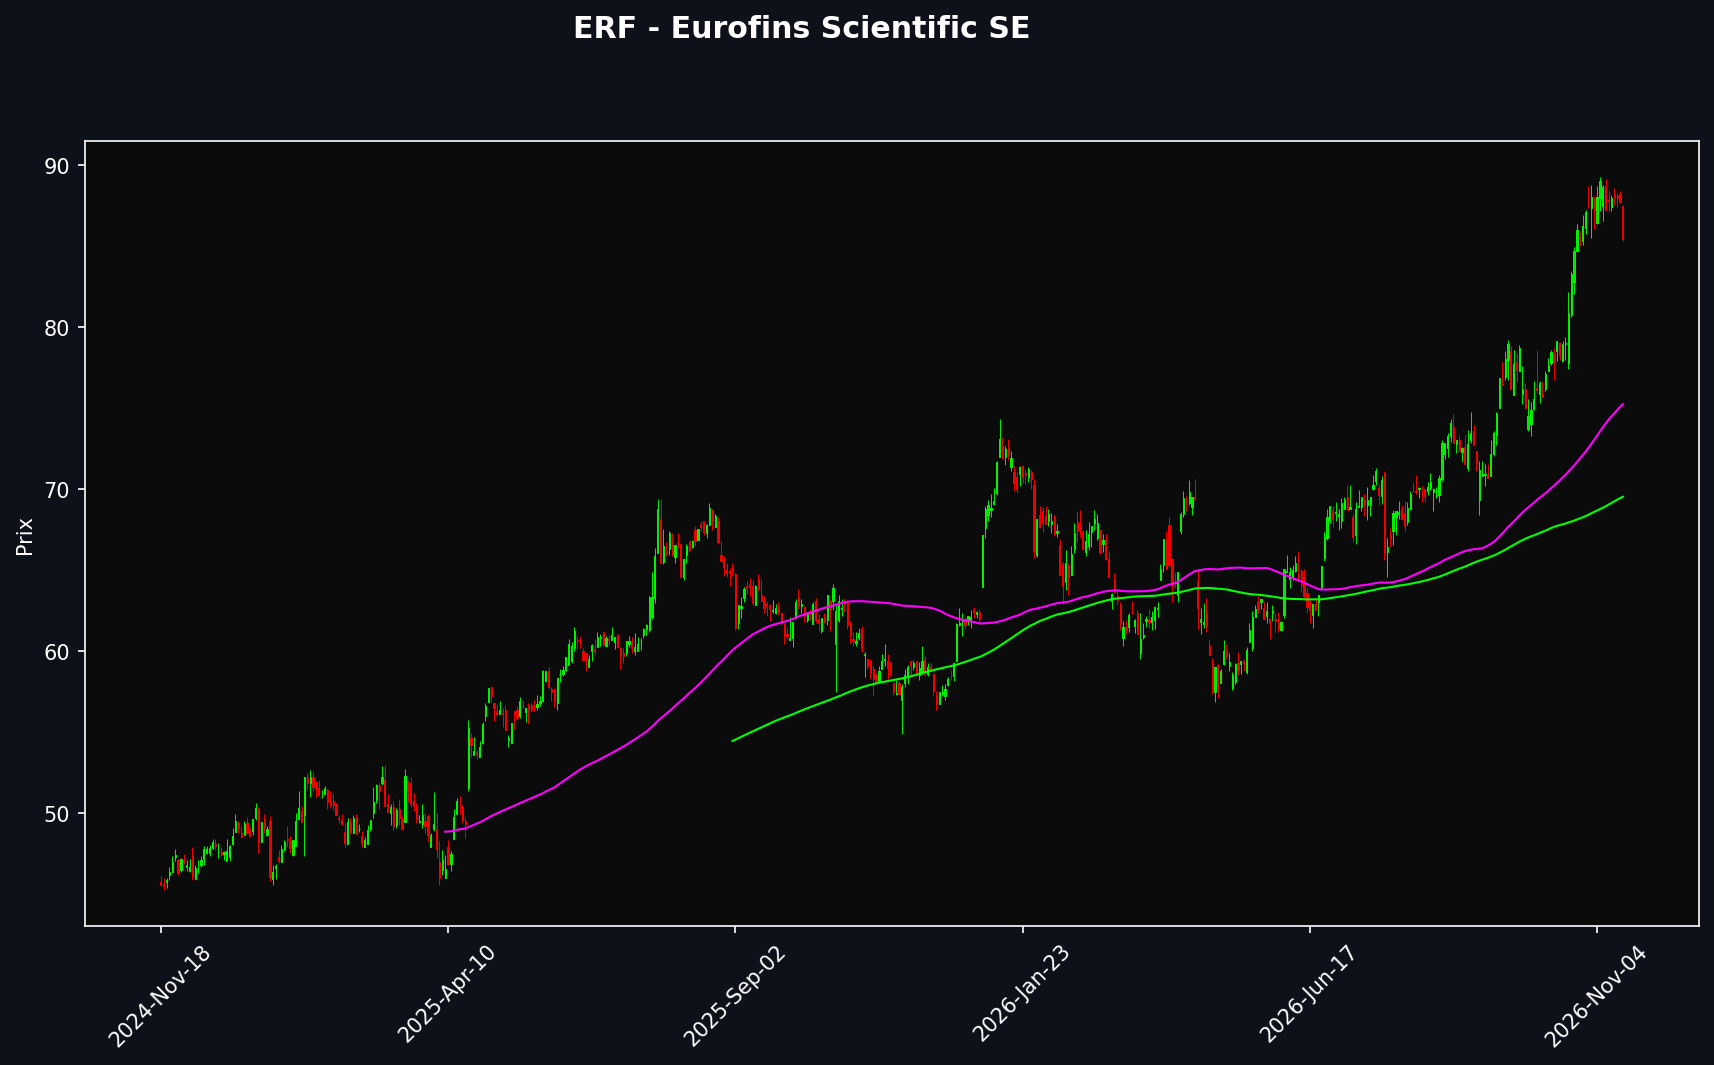 ERF - Eurofins Scientific SE
Prix
90
80
70
60
50
2024-Nov-18
2025-Apr-10
2025-Sep-02
2026-Jan-23
2026-Jun-17
2026-Nov-04